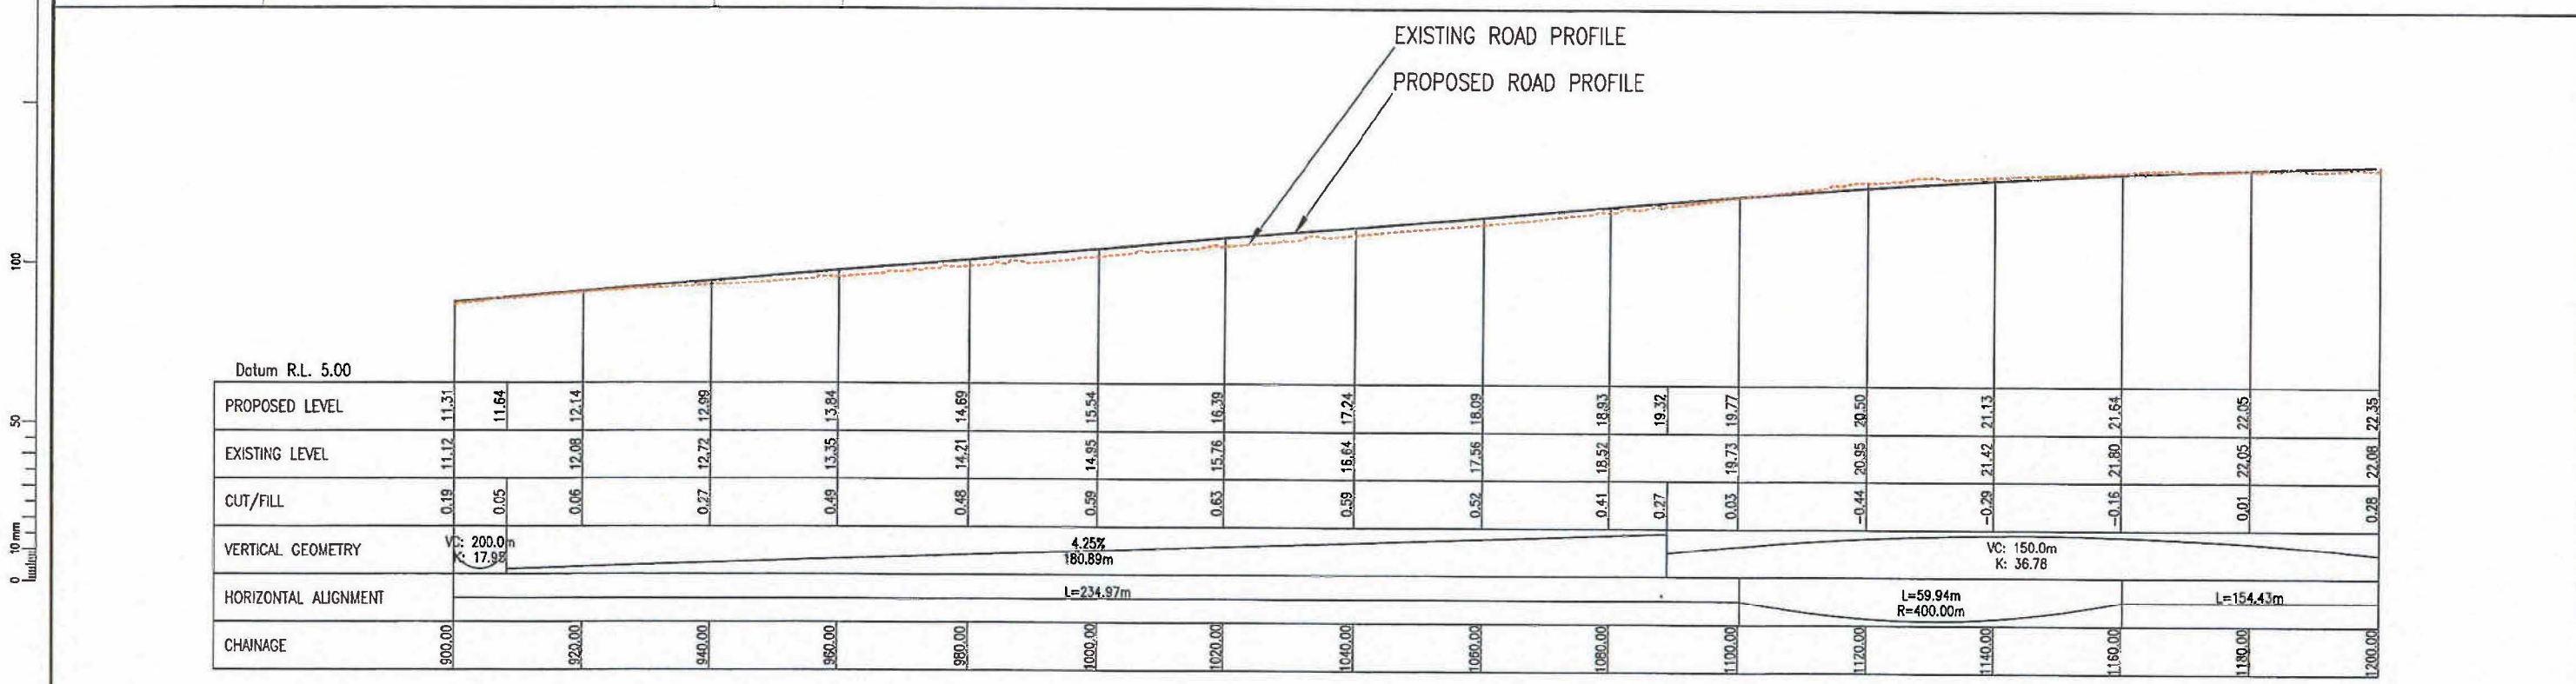 EXISTING ROAD PROFILE
PROPOSED ROAD PROFILE
100
50
10 mm
0
Datum R.L. 5.00
PROPOSED LEVEL 11.31 11.64 12.14 12.99 13.84 14.69 15.54 16.39 17.24 18.09 18.93 19.32 19.77 20.50 21.13 21.64 22.05 22.35
EXISTING LEVEL 11.12 12.08 12.72 13.35 14.21 14.95 15.76 16.64 17.56 18.52 19.73 20.95 21.42 21.80 22.05 22.08
CUT/FILL 0.19 0.05 0.06 0.27 0.49 0.48 0.59 0.63 0.59 0.52 0.41 0.27 0.03 -0.44 -0.29 -0.16 0.01 0.28
VERTICAL GEOMETRY VC: 200.0m 4.25% VC: 150.0m
K: 17.95 180.89m K: 36.78
HORIZONTAL ALIGNMENT L=234.97m L=59.94m L=154.43m
R=400.00m
CHAINAGE 900.00 920.00 940.00 960.00 980.00 1000.00 1020.00 1040.00 1060.00 1080.00 1100.00 1120.00 1140.00 1160.00 1180.00 1200.00